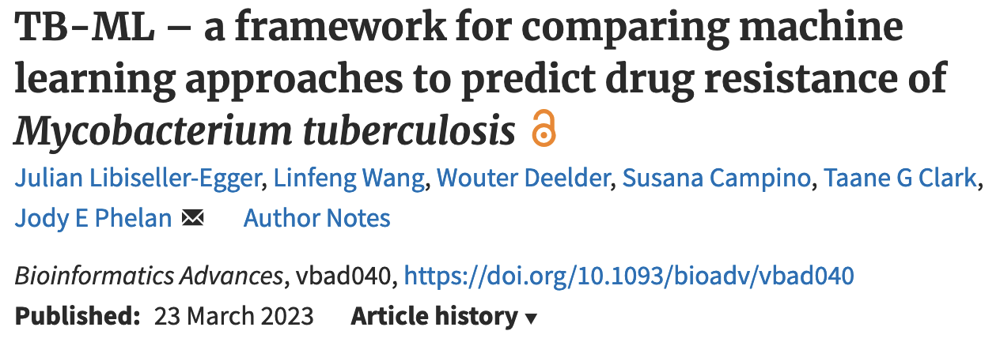 TB-ML – a framework for comparing machine
learning approaches to predict drug resistance of
Mycobacterium tuberculosis
Julian Libiseller-Egger, Linfeng Wang, Wouter Deelder, Susana Campino, Taane G Clark,
Jody E Phelan Author Notes
Bioinformatics Advances, vbad040, https://doi.org/10.1093/bioadv/vbad040
Published: 23 March 2023 Article history ▼